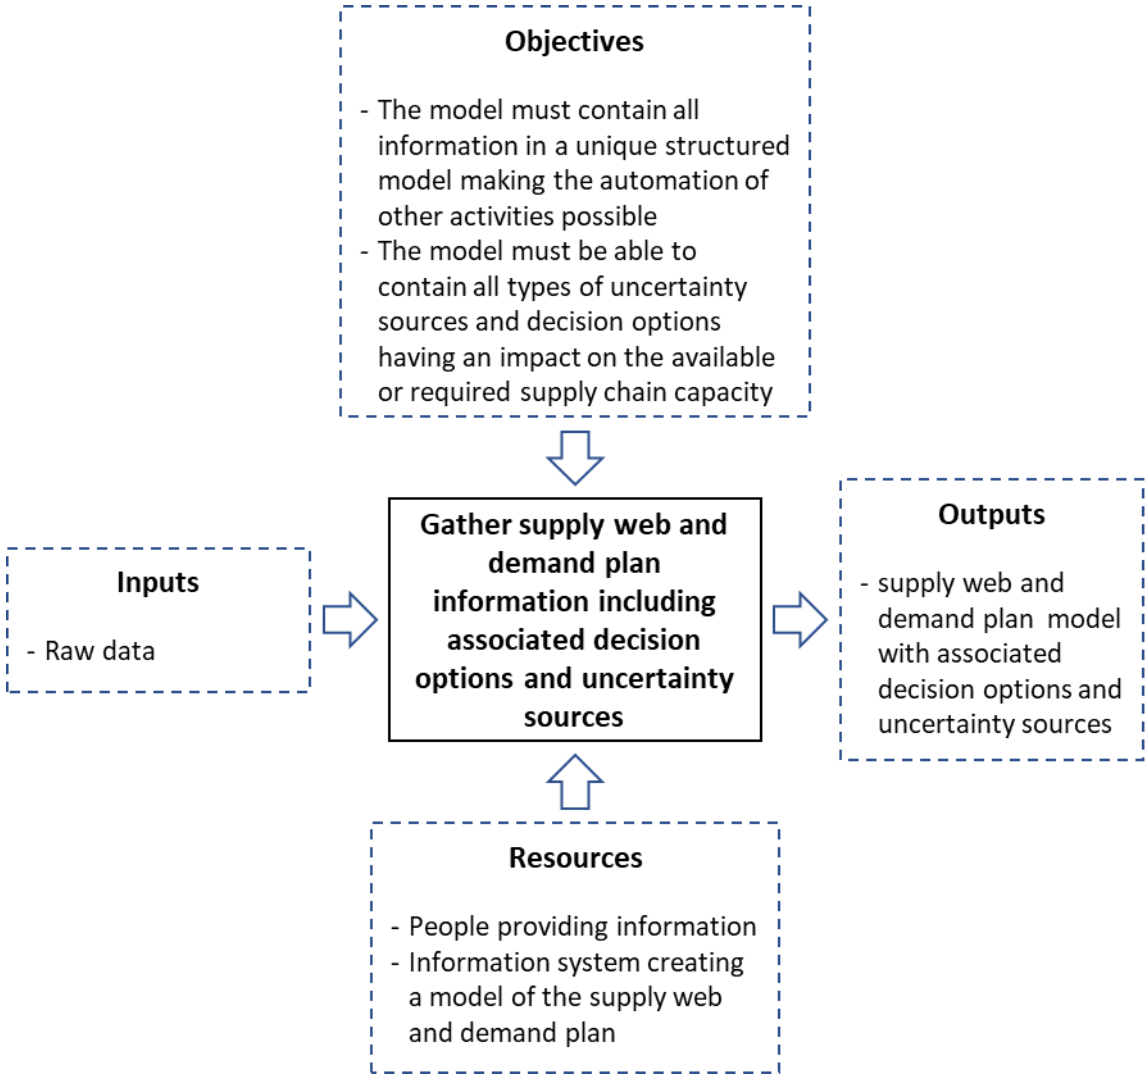 Objectives
- The model must contain all
information in a unique structured
model making the automation of
other activities possible
- The model must be able to
contain all types of uncertainty
sources and decision options
having an impact on the available
or required supply chain capacity
Inputs
- Raw data
Gather supply web and
demand plan
information including
associated decision
options and uncertainty
sources
Outputs
- supply web and
demand plan model
with associated
decision options and
uncertainty sources
Resources
- People providing information
- Information system creating
a model of the supply web
and demand plan